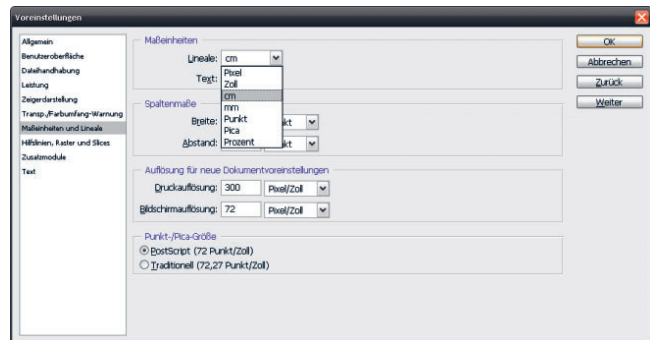 Voreinstellungen
Allgemein
Benutzeroberfläche
Dateihandhabung
Leistung
Zeigerdarstellung
Transp./Farbumfang-Warnung
Maßeinheiten und Lineale
Hilfslinien, Raster und Slices
Zusatzmodule
Text
Maßeinheiten
Lineale: cm
Text:
Pixel
Zoll
cm
mm
Punkt
Pica
Prozent
Spaltenmaße
Breite: kt
Abstand: kt
Auflösung für neue Dokumentvoreinstellungen
Druckauflösung: 300 Pixel/Zoll
Bildschirmauflösung: 72 Pixel/Zoll
Punkt-/Pica-Größe
PostScript (72 Punkt/Zoll)
Traditionell (72,27 Punkt/Zoll)
OK
Abbrechen
Zurück
Weiter